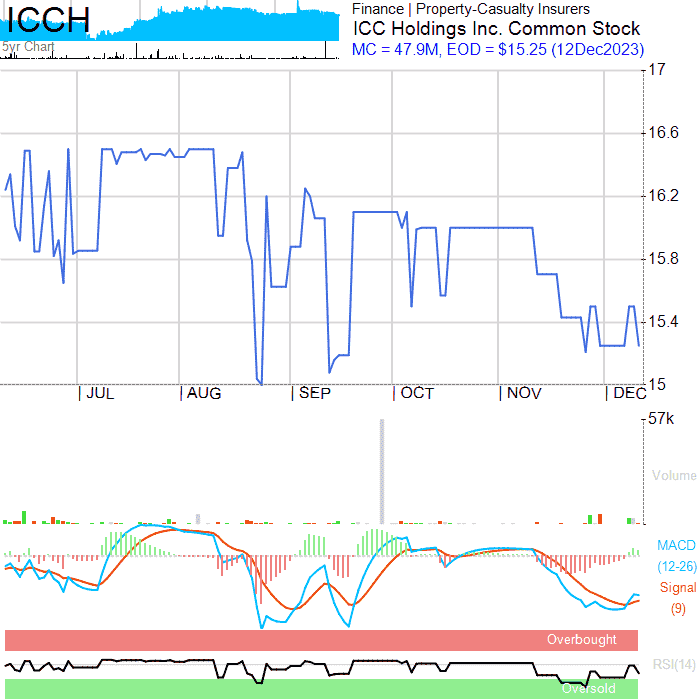 ICCH
5yr Chart
Finance | Property-Casualty Insurers
ICC Holdings Inc. Common Stock
MC = 47.9M, EOD = $15.25 (12Dec2023)
17
16.6
16.2
15.8
15.4
15
JUL AUG SEP OCT NOV DEC
57k
Volume
MACD
(12-26)
Signal
(9)
Overbought
RSI(14)
Oversold